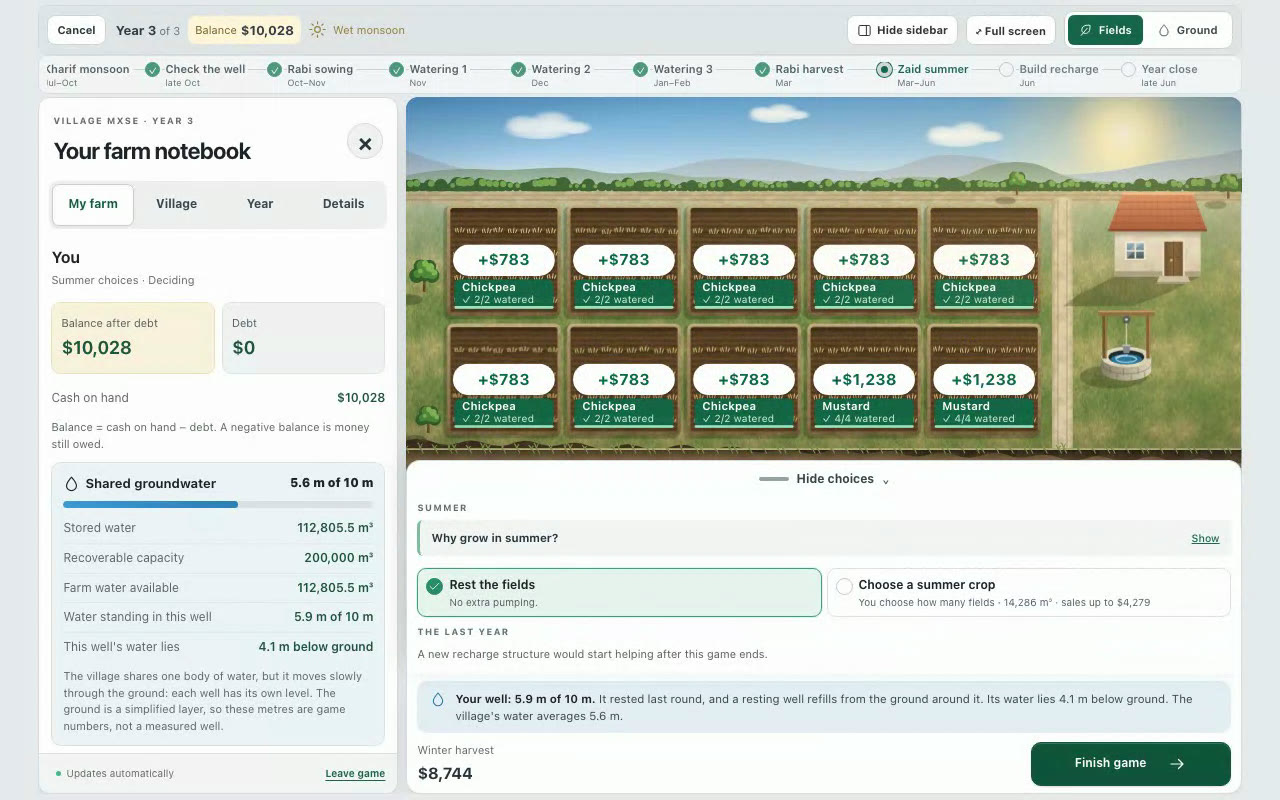 Cancel
Year 3 of 3
Balance $10,028
Wet monsoon
Hide sidebar
Full screen
Fields
Ground
Kharif monsoon
Jul–Oct
Check the well
late Oct
Rabi sowing
Oct–Nov
Watering 1
Nov
Watering 2
Dec
Watering 3
Jan–Feb
Rabi harvest
Mar
Zaid summer
Mar–Jun
Build recharge
Jun
Year close
late Jun
VILLAGE MXSE · YEAR 3
Your farm notebook
My farm
Village
Year
Details
You
Summer choices · Deciding
Balance after debt
$10,028
Debt
$0
Cash on hand
$10,028
Balance = cash on hand – debt. A negative balance is money
still owed.
Shared groundwater
5.6 m of 10 m
Stored water
112,805.5 m³
Recoverable capacity
200,000 m³
Farm water available
112,805.5 m³
Water standing in this well
5.9 m of 10 m
This well's water lies
4.1 m below ground
The village shares one body of water, but it moves slowly
through the ground: each well has its own level. The
ground is a simplified layer, so these metres are game
numbers, not a measured well.
Updates automatically
Leave game
+$783
Chickpea
✓ 2/2 watered
+$783
Chickpea
✓ 2/2 watered
+$783
Chickpea
✓ 2/2 watered
+$783
Chickpea
✓ 2/2 watered
+$783
Chickpea
✓ 2/2 watered
+$783
Chickpea
✓ 2/2 watered
+$783
Chickpea
✓ 2/2 watered
+$783
Chickpea
✓ 2/2 watered
+$1,238
Mustard
✓ 4/4 watered
+$1,238
Mustard
✓ 4/4 watered
Hide choices
SUMMER
Why grow in summer?
Show
Rest the fields
No extra pumping.
Choose a summer crop
You choose how many fields · 14,286 m³ · sales up to $4,279
THE LAST YEAR
A new recharge structure would start helping after this game ends.
Your well: 5.9 m of 10 m. It rested last round, and a resting well refills from the ground around it. Its water lies 4.1 m below ground. The
village's water averages 5.6 m.
Winter harvest
$8,744
Finish game